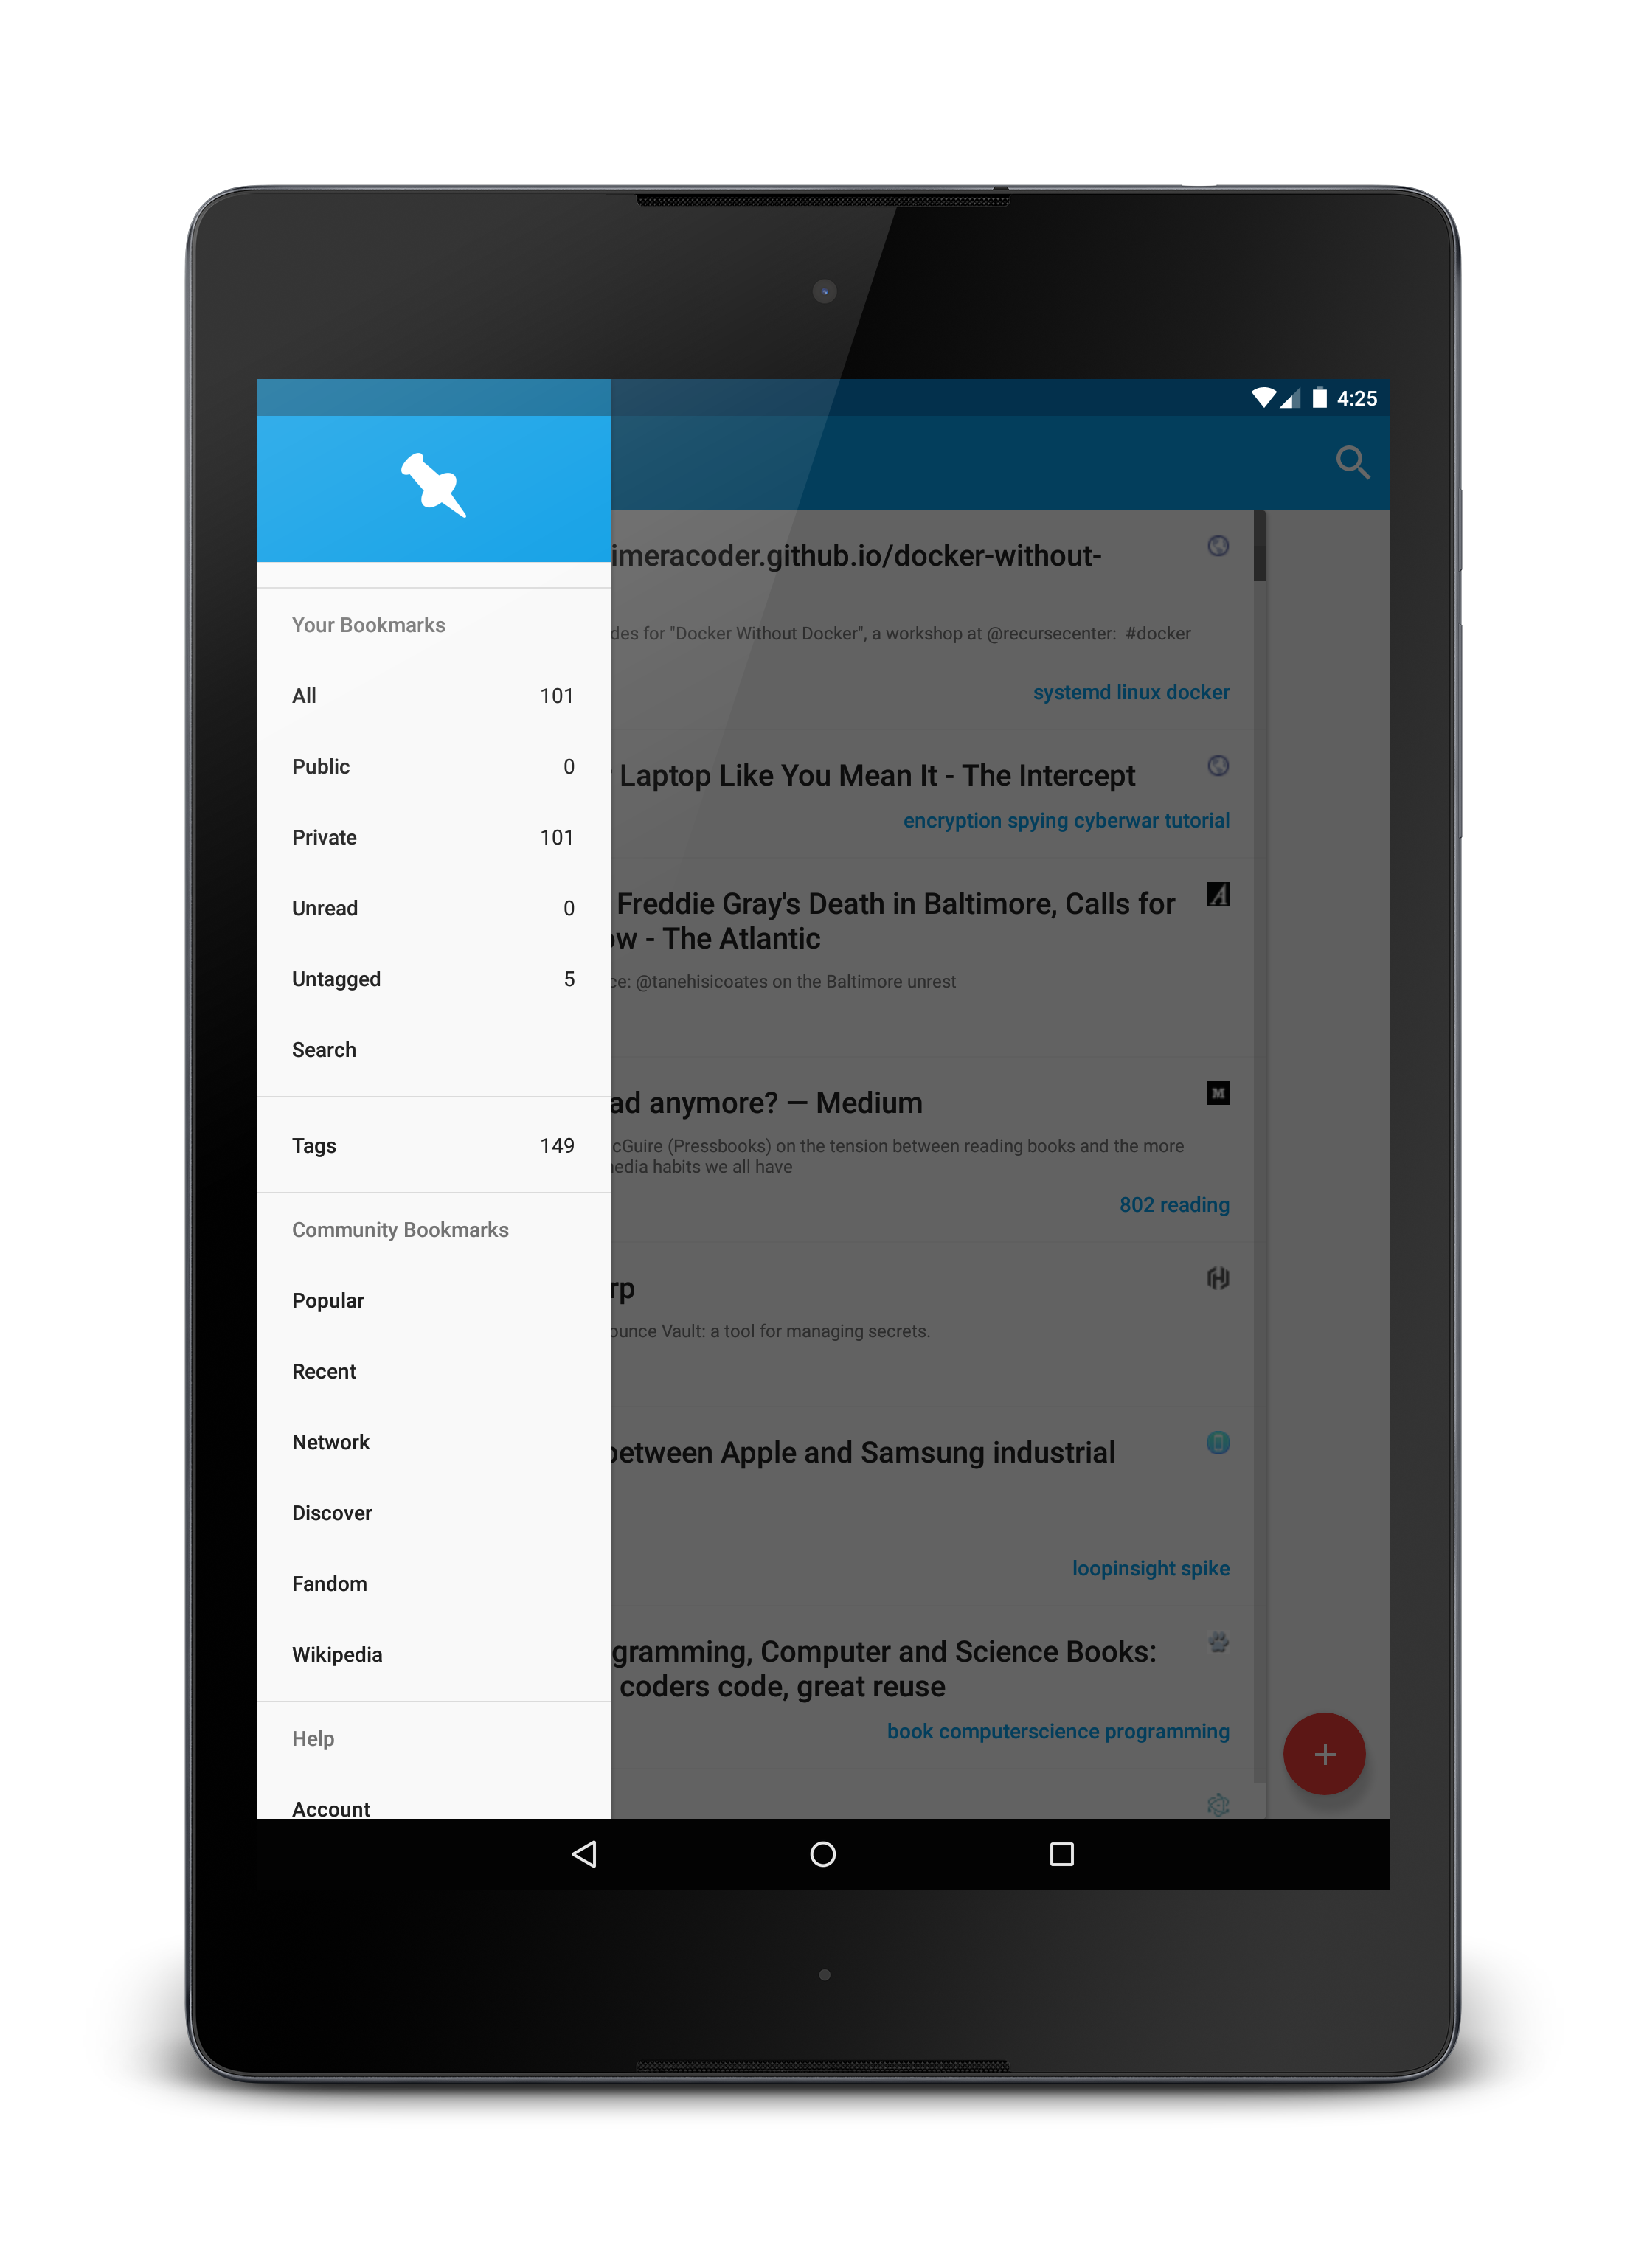 4:25
Your Bookmarks
All 101
Public 0
Private 101
Unread 0
Untagged 5
Search
Tags 149
Community Bookmarks
Popular
Recent
Network
Discover
Fandom
Wikipedia
Help
Account
imeracoder.github.io/docker-without-
des for "Docker Without Docker", a workshop at @recursecenter: #docker
systemd linux docker
Laptop Like You Mean It - The Intercept
encryption spying cyberwar tutorial
Freddie Gray's Death in Baltimore, Calls for
ow - The Atlantic
ce: @tanehisicoates on the Baltimore unrest
ad anymore? — Medium
cGuire (Pressbooks) on the tension between reading books and the more
nedia habits we all have
802 reading
rp
ounce Vault: a tool for managing secrets.
between Apple and Samsung industrial
loopinsight spike
gramming, Computer and Science Books:
coders code, great reuse
book computerscience programming